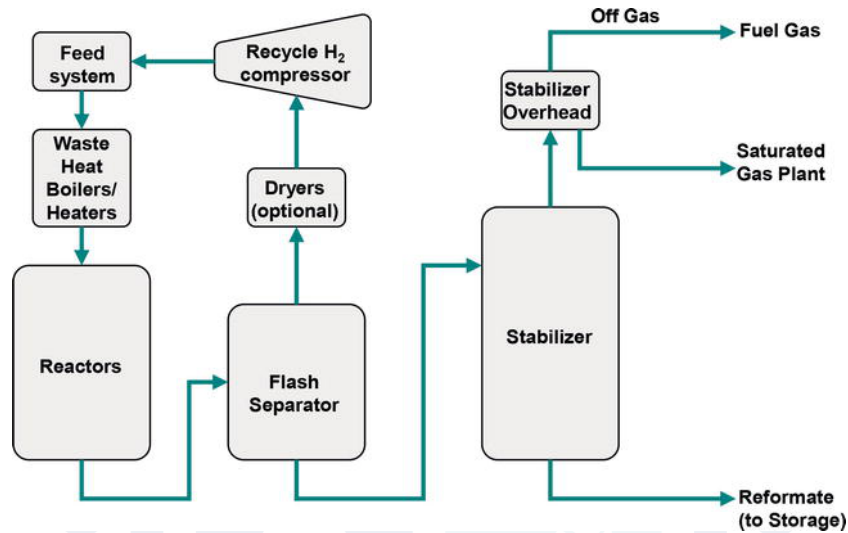 Feed
system
Recycle H₂
compressor
Off Gas
Fuel Gas
Stabilizer
Overhead
Waste
Heat
Boilers/
Heaters
Dryers
(optional)
Saturated
Gas Plant
Reactors
Flash
Separator
Stabilizer
Reformate
(to Storage)